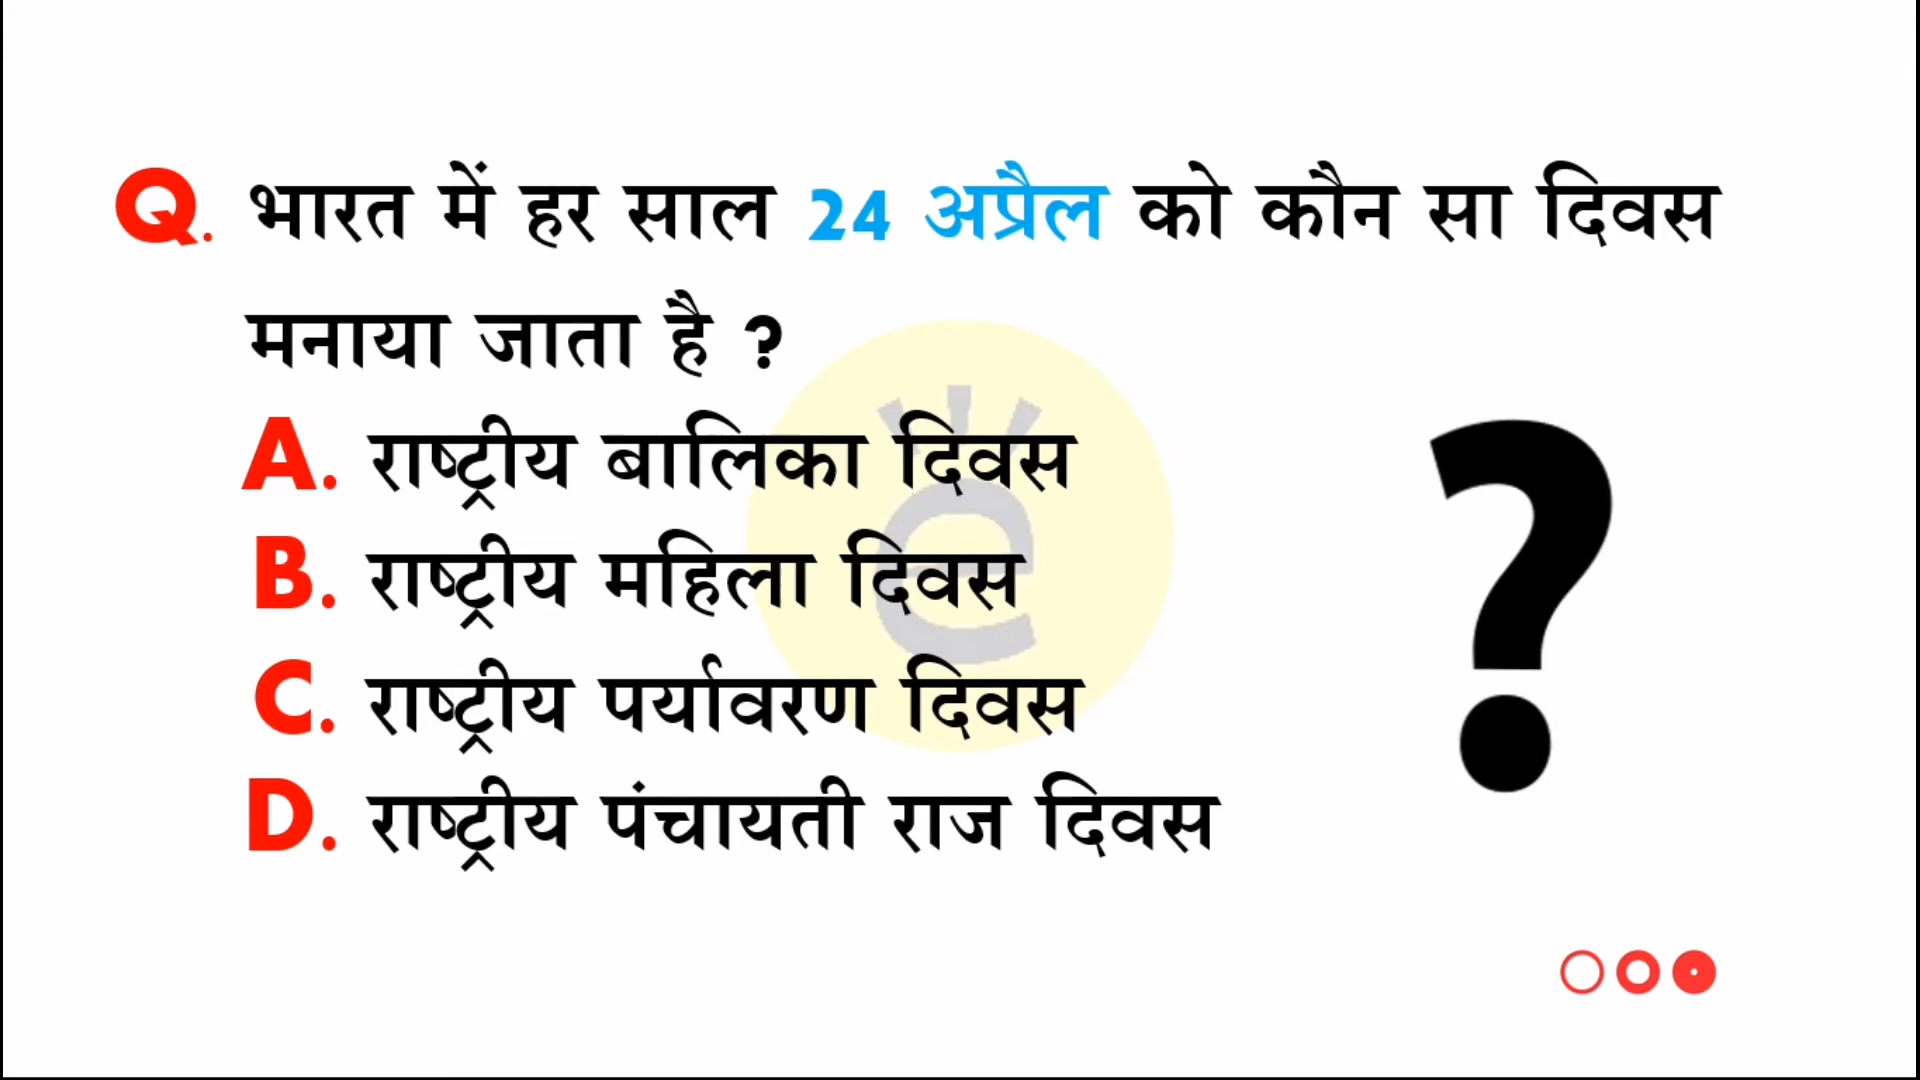 Q. भारत में हर साल 24 अप्रैल को कौन सा दिवस
मनाया जाता है ?
A. राष्ट्रीय बालिका दिवस
B. राष्ट्रीय महिला दिवस
C. राष्ट्रीय पर्यावरण दिवस
D. राष्ट्रीय पंचायती राज दिवस
?
e